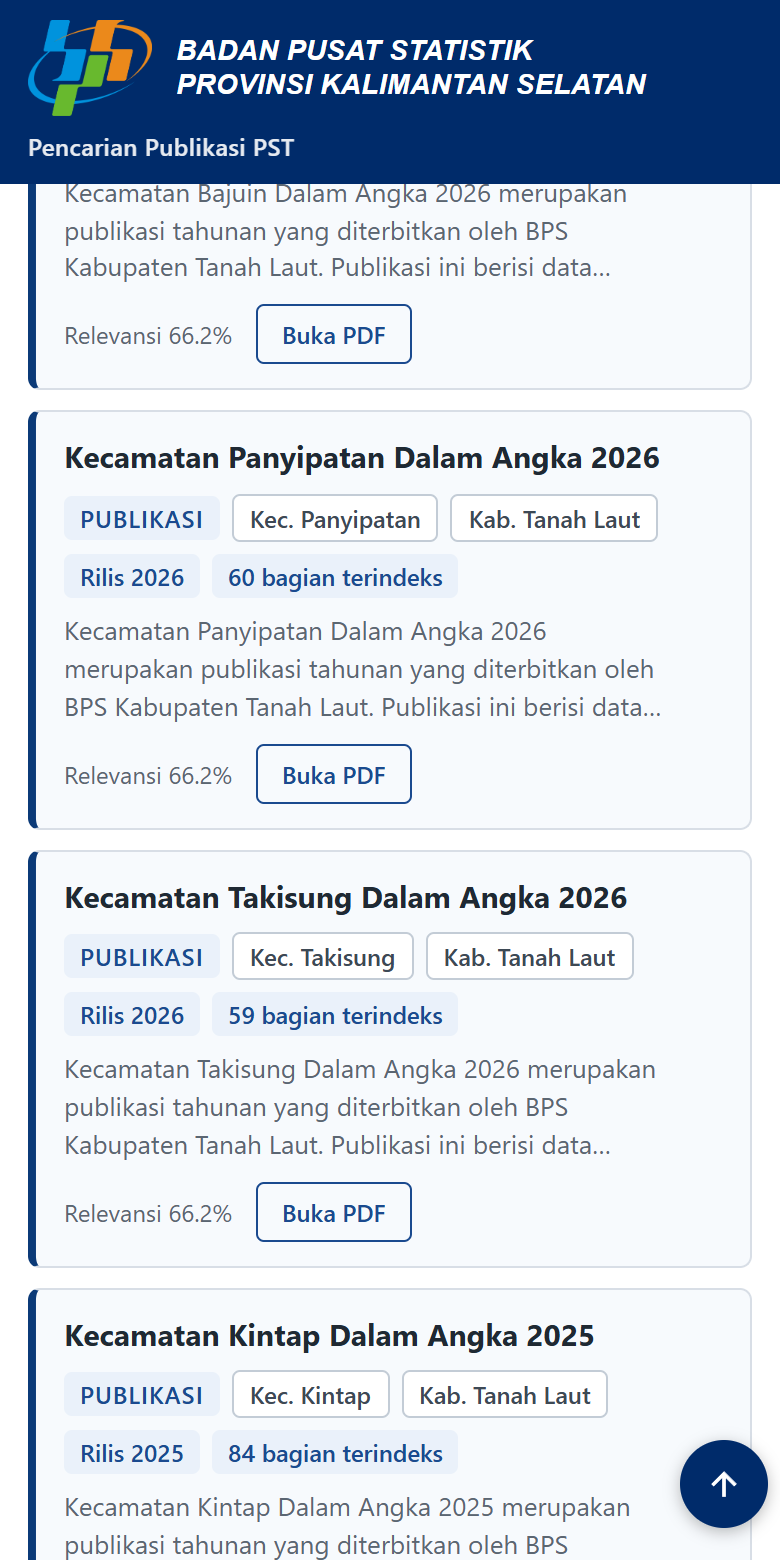 BADAN PUSAT STATISTIK
PROVINSI KALIMANTAN SELATAN
Pencarian Publikasi PST
Kecamatan Bajuin Dalam Angka 2026 merupakan
publikasi tahunan yang diterbitkan oleh BPS
Kabupaten Tanah Laut. Publikasi ini berisi data...
Relevansi 66.2% Buka PDF
Kecamatan Panyipatan Dalam Angka 2026
PUBLIKASI Kec. Panyipatan Kab. Tanah Laut
Rilis 2026 60 bagian terindeks
Kecamatan Panyipatan Dalam Angka 2026
merupakan publikasi tahunan yang diterbitkan oleh
BPS Kabupaten Tanah Laut. Publikasi ini berisi data...
Relevansi 66.2% Buka PDF
Kecamatan Takisung Dalam Angka 2026
PUBLIKASI Kec. Takisung Kab. Tanah Laut
Rilis 2026 59 bagian terindeks
Kecamatan Takisung Dalam Angka 2026 merupakan
publikasi tahunan yang diterbitkan oleh BPS
Kabupaten Tanah Laut. Publikasi ini berisi data...
Relevansi 66.2% Buka PDF
Kecamatan Kintap Dalam Angka 2025
PUBLIKASI Kec. Kintap Kab. Tanah Laut
Rilis 2025 84 bagian terindeks
Kecamatan Kintap Dalam Angka 2025 merupakan
publikasi tahunan yang diterbitkan oleh BPS